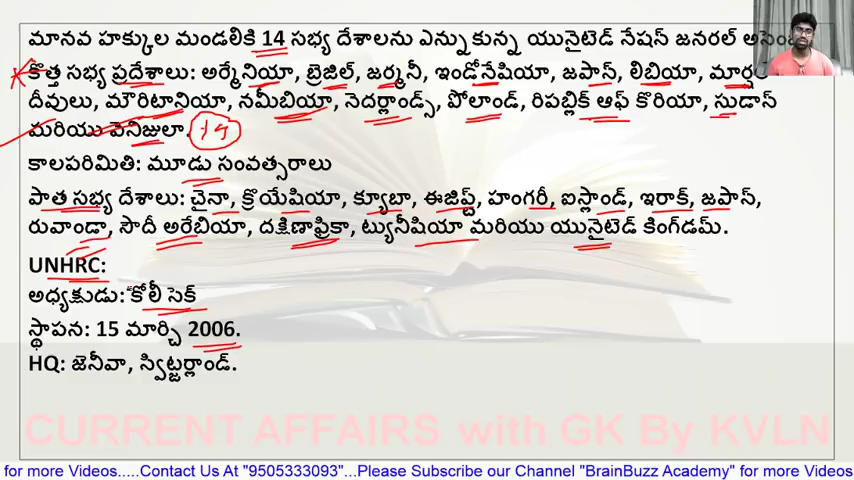 మానవ హక్కుల మండలికి 14 సభ్య దేశాలను ఎన్నుకున్న యునైటెడ్ నేషన్ జనరల్
కొత్త సభ్య ప్రదేశాలు: అర్మేనియా, బ్రెజిల్, జర్మనీ, ఇండోనేషియా, జపాన్, లిబియా, మార్షల్
దీవులు, మౌరిటానియా, నమీబియా, నెదర్లాండ్స్, పోలాండ్, రిపబ్లిక్ ఆఫ్ కొరియా, సుడాన్
మరియు వెనిజులా. 14
కాలపరిమితి: మూడు సంవత్సరాలు
పాత సభ్య దేశాలు: చైనా, క్రొయేషియా, క్యూబా, ఈజిప్ట్, హంగరీ, ఐస్లాండ్, ఇరాక్, జపాన్,
రువాండా, సౌదీ అరేబియా, దక్షిణాఫ్రికా, ట్యునీషియా మరియు యునైటెడ్ కింగ్‌డమ్.
UNHRC:
అధ్యక్షుడు: కోలీ సెక్
స్థాపన: 15 మార్చి 2006.
HQ: జెనీవా, స్విట్జర్లాండ్.
CURRENT AFFAIRS with GK By KVLN
for more Videos.....Contact Us At "9505333093"...Please Subscribe our Channel "BrainBuzz Academy" for more Videos